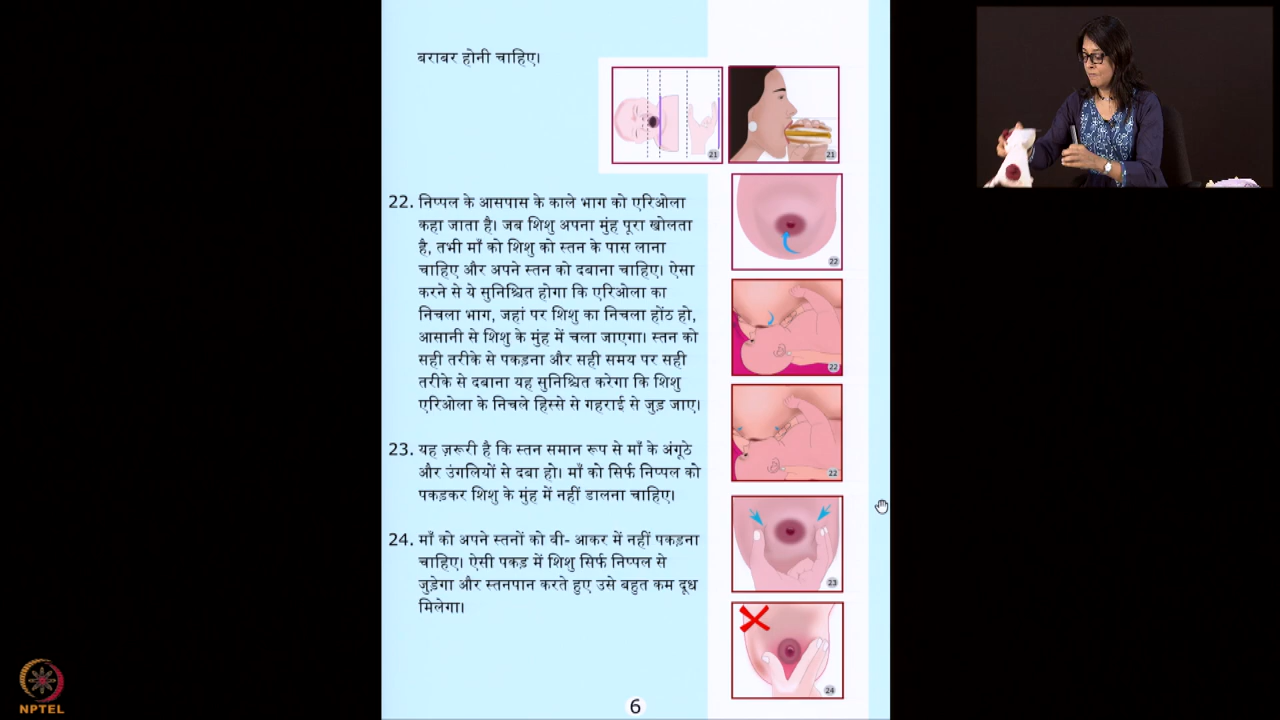 बराबर होनी चाहिए।
21
21
22. निप्पल के आसपास के काले भाग को एरिओला
कहा जाता है। जब शिशु अपना मुंह पूरा खोलता
है, तभी माँ को शिशु को स्तन के पास लाना
चाहिए और अपने स्तन को दबाना चाहिए। ऐसा
करने से ये सुनिश्चित होगा कि एरिओला का
निचला भाग, जहां पर शिशु का निचला होंठ हो,
आसानी से शिशु के मुंह में चला जाएगा। स्तन को
सही तरीके से पकड़ना और सही समय पर सही
तरीके से दबाना यह सुनिश्चित करेगा कि शिशु
एरिओला के निचले हिस्से से गहराई से जुड़ जाए।
22
22
22
23. यह ज़रूरी है कि स्तन समान रूप से माँ के अंगूठे
और उंगलियों से दबा हो। माँ को सिर्फ निप्पल को
पकड़कर शिशु के मुंह में नहीं डालना चाहिए।
23
24. माँ को अपने स्तनों को वी- आकर में नहीं पकड़ना
चाहिए। ऐसी पकड़ में शिशु सिर्फ निप्पल से
जुड़ेगा और स्तनपान करते हुए उसे बहुत कम दूध
मिलेगा।
24
6
NPTEL